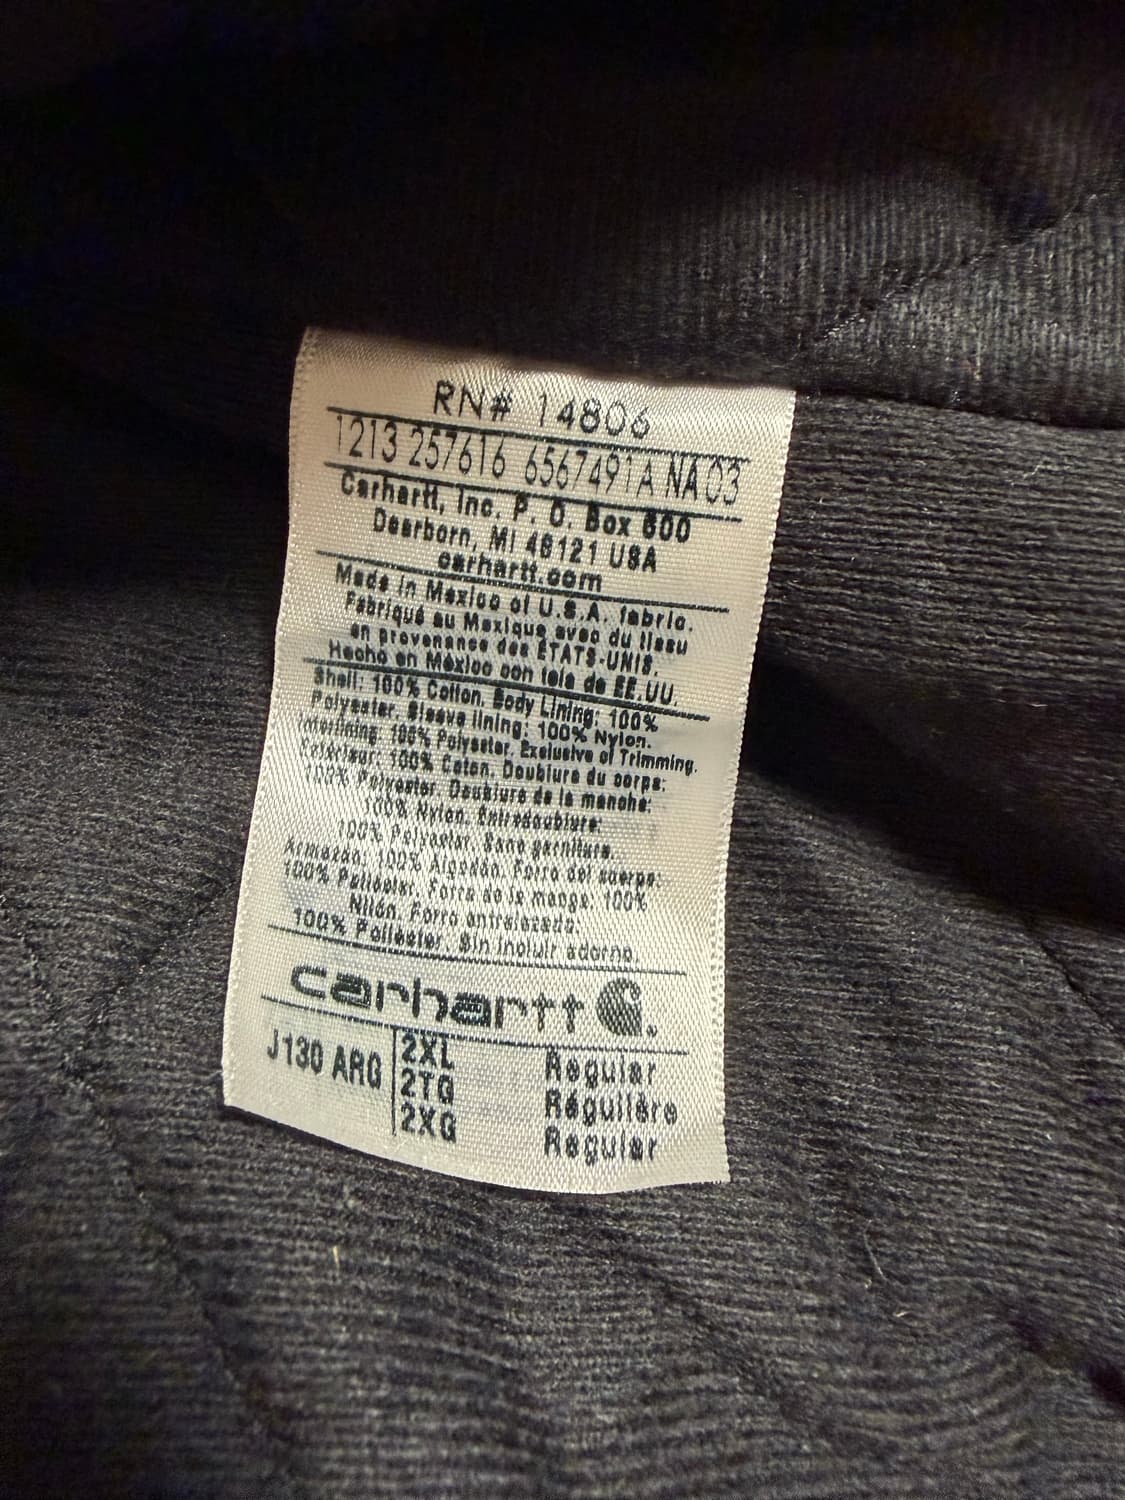 RN# 14806
1213 257616 6567491A NA 03
Carhartt, Inc. P. O. Box 600
Dearborn, MI 48121 USA
carhartt.com
Made in Mexico of U.S.A. fabric.
Fabriqué au Mexique avec du tissu
en provenance des ÉTATS-UNIS.
Hecho en México con tela de EE.UU.
Shell: 100% Cotton, Body Lining: 100%
Polyester, Sleeve lining: 100% Nylon.
Interlining: 100% Polyester, Exclusive of Trimming.
Extérieur: 100% Coton, Doublure du corps:
100% Polyester, Doublure de la manche:
100% Nylon, Entredoublure:
100% Polyester, Sans garniture.
Armazón: 100% Algodón, Forro del cuerpo:
100% Poliéster, Forro de la manga: 100%
Nilón, Forro entrelazado:
100% Poliester, Sin incluir adorno.
carhartt
J130 ARG 2XL Regular
2TG Régulière
2XG Regular